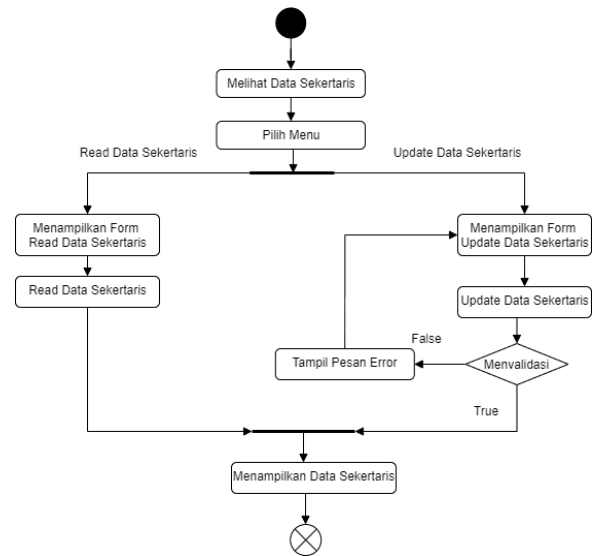 Melihat Data Sekertaris
Pilih Menu
Read Data Sekertaris
Update Data Sekertaris
Menampilkan Form
Read Data Sekertaris
Menampilkan Form
Update Data Sekertaris
Read Data Sekertaris
Update Data Sekertaris
False
Tampil Pesan Error
Menvalidasi
True
Menampilkan Data Sekertaris